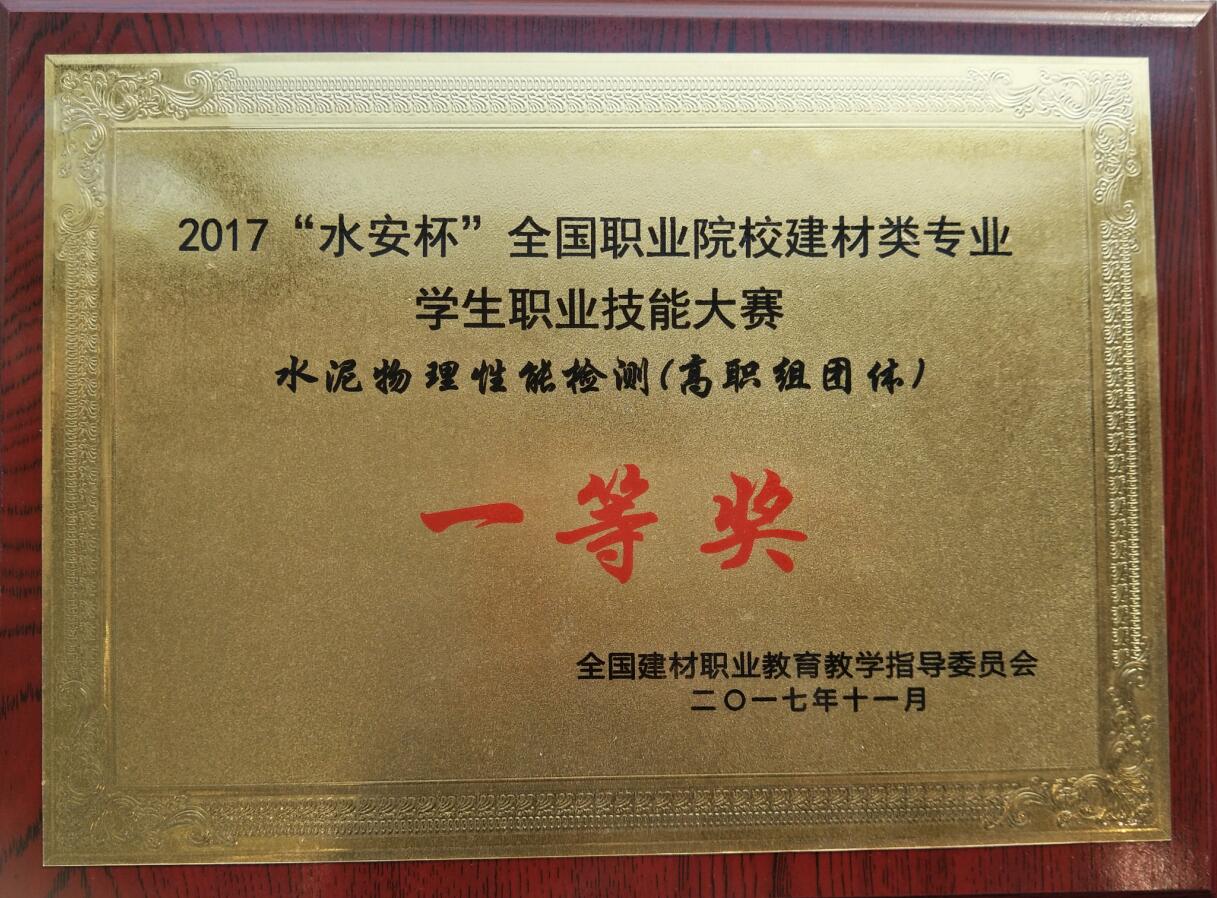 2017“水安杯”全国职业院校建材类专业
学生职业技能大赛
水泥物理性能检测(高职组团体)
一等奖
全国建材职业教育教学指导委员会
二〇一七年十一月